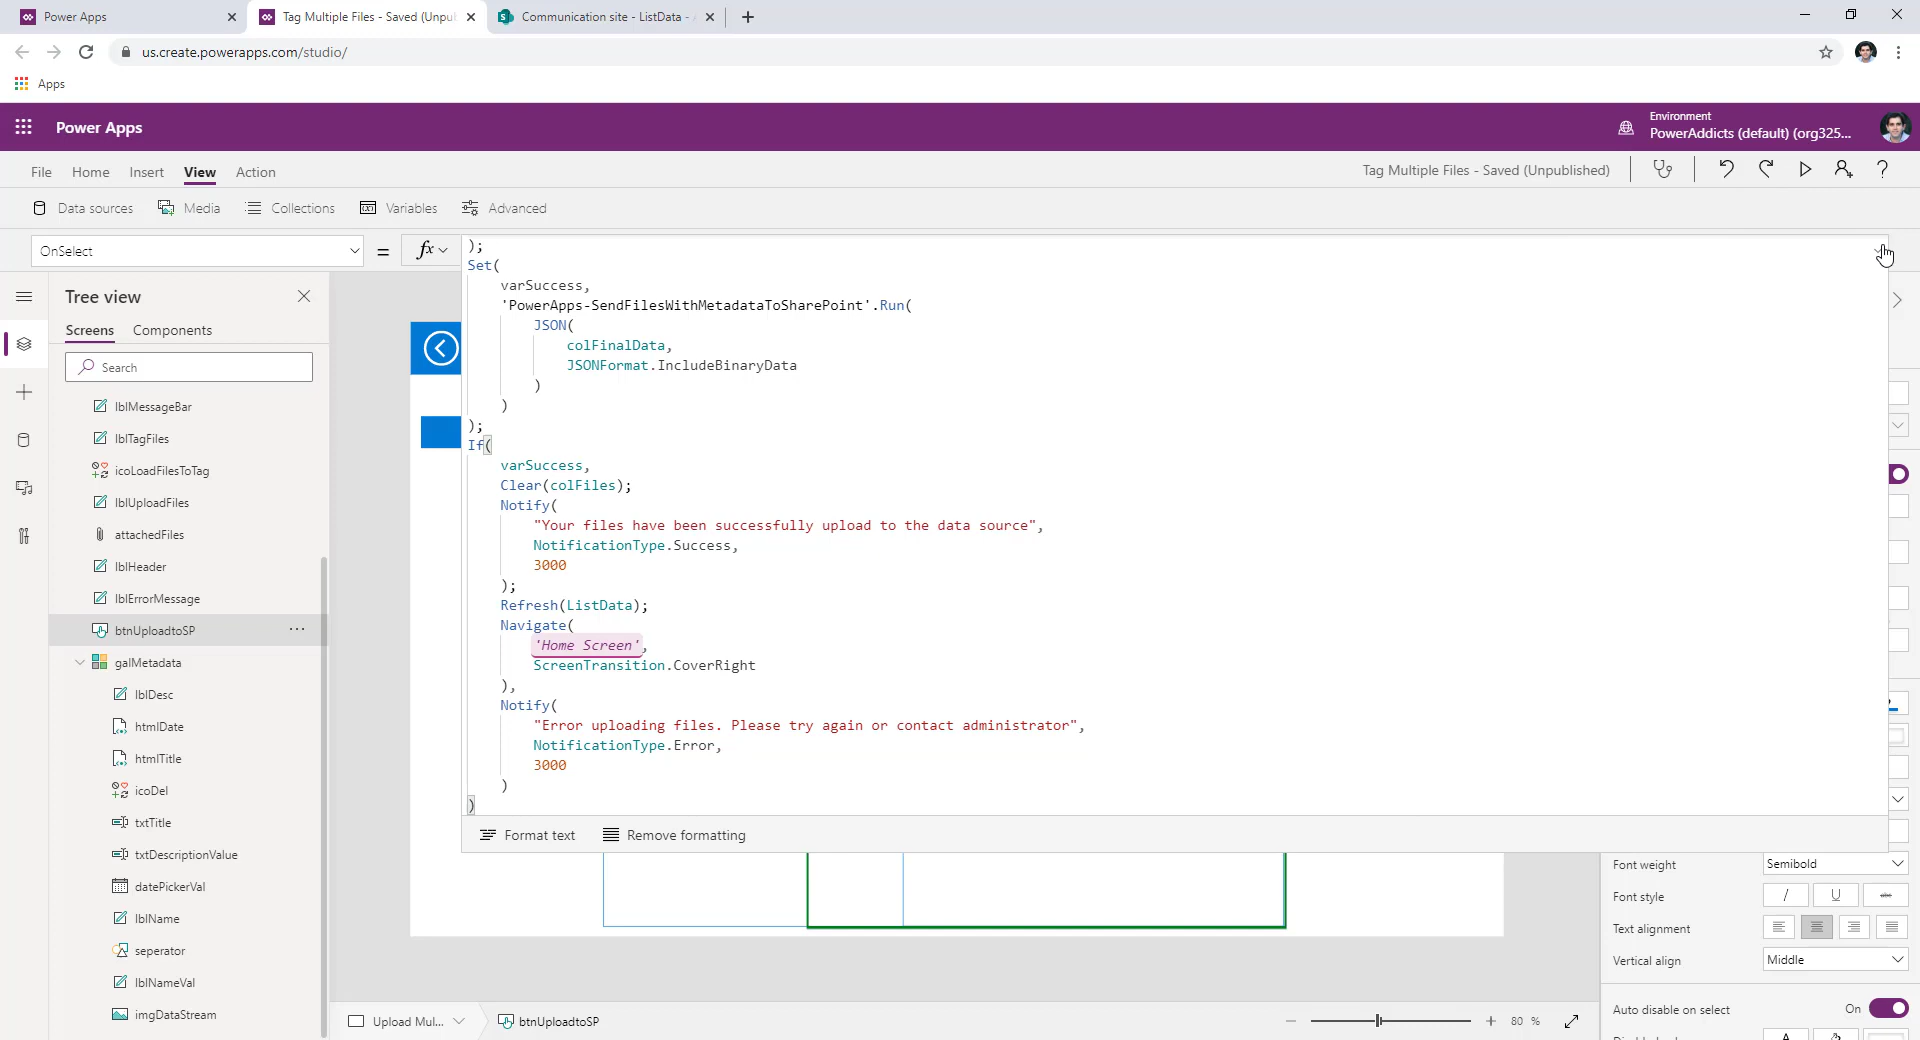 Power Apps
Tag Multiple Files - Saved (Unpub
Communication site - ListData -
us.create.powerapps.com/studio/
Apps
Power Apps
Environment
PowerAddicts (default) (org325...
File
Home
Insert
View
Action
Tag Multiple Files - Saved (Unpublished)
Data sources
Media
Collections
Variables
Advanced
OnSelect
=
fx
);
Set(
varSuccess,
'PowerApps-SendFilesWithMetadataToSharePoint'.Run(
JSON(
colFinalData,
JSONFormat.IncludeBinaryData
)
)
);
If(
varSuccess,
Clear(colFiles);
Notify(
"Your files have been successfully upload to the data source",
NotificationType.Success,
3000
);
Refresh(ListData);
Navigate(
'Home Screen',
ScreenTransition.CoverRight
),
Notify(
"Error uploading files. Please try again or contact administrator",
NotificationType.Error,
3000
)
)
Format text
Remove formatting
Tree view
Screens
Components
Search
lblMessageBar
lblTagFiles
icoLoadFilesToTag
lblUploadFiles
attachedFiles
lblHeader
lblErrorMessage
btnUploadtoSP
galMetadata
lblDesc
htmlDate
htmlTitle
icoDel
txtTitle
txtDescriptionValue
datePickerVal
lblName
seperator
lblNameVal
imgDataStream
Font weight
Semibold
Font style
/
U
Text alignment
Vertical align
Middle
Auto disable on select
On
Upload Mul...
btnUploadtoSP
80 %